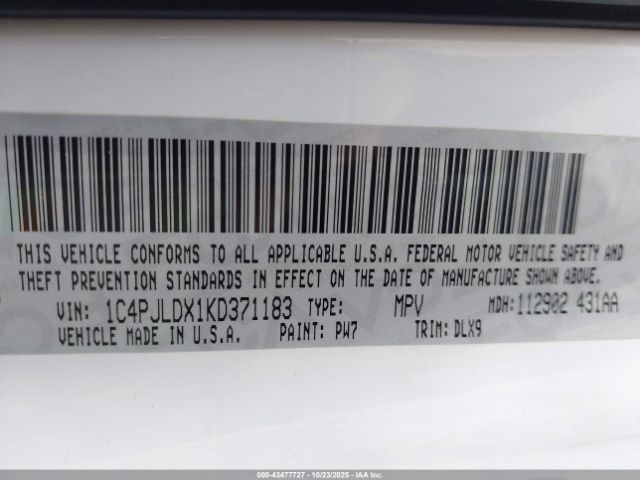 THIS VEHICLE CONFORMS TO ALL APPLICABLE U.S.A. FEDERAL MOTOR VEHICLE SAFETY AND
THEFT PREVENTION STANDARDS IN EFFECT ON THE DATE OF MANUFACTURE SHOWN ABOVE.
VIN: 1C4PJLDX1KD371183 TYPE: MPV MDH:112902 431AA
VEHICLE MADE IN U.S.A. PAINT: PW7 TRIM: DLX9
000-43477727 - 10/23/2025 - IAAI.COM